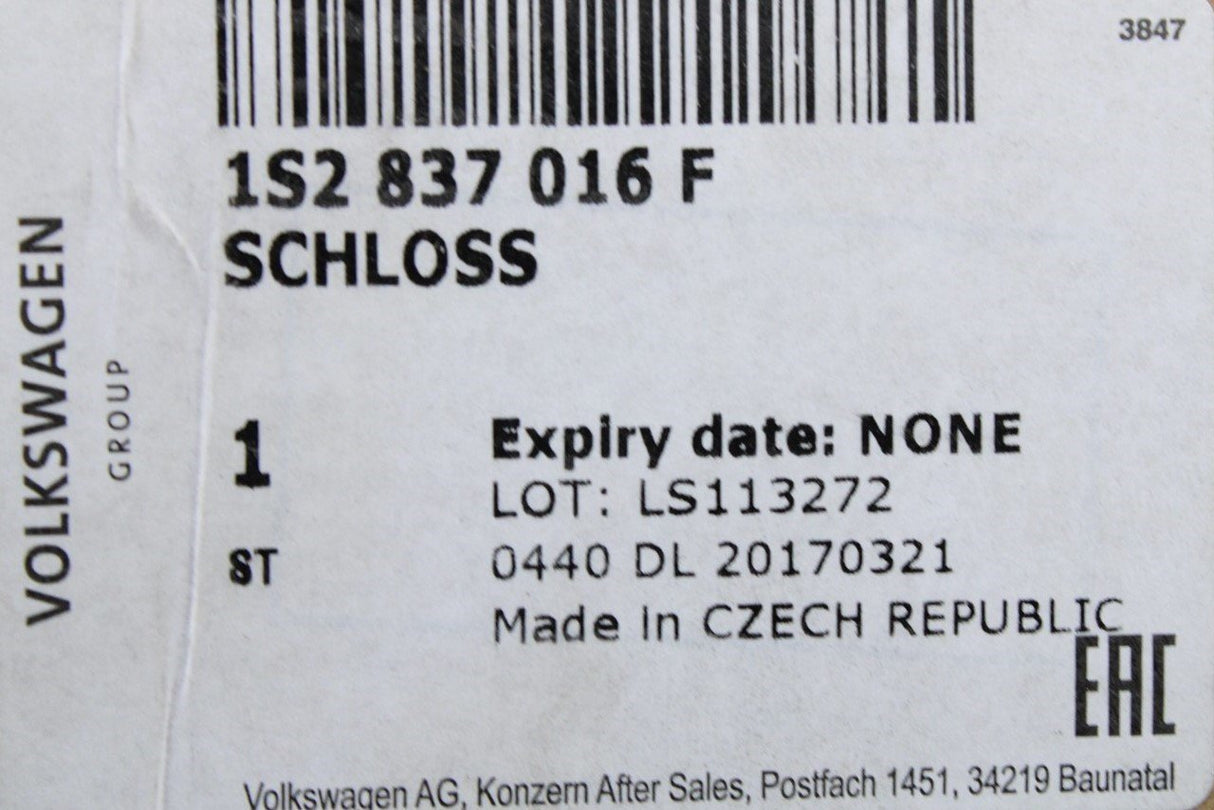 3847
1S2 837 016 F
SCHLOSS
VOLKSWAGEN
GROUP
1
ST
Expiry date: NONE
LOT: LS113272
0440 DL 20170321
Made in CZECH REPUBLIC
EAC
Volkswagen AG, Konzern After Sales, Postfach 1451, 34219 Baunatal